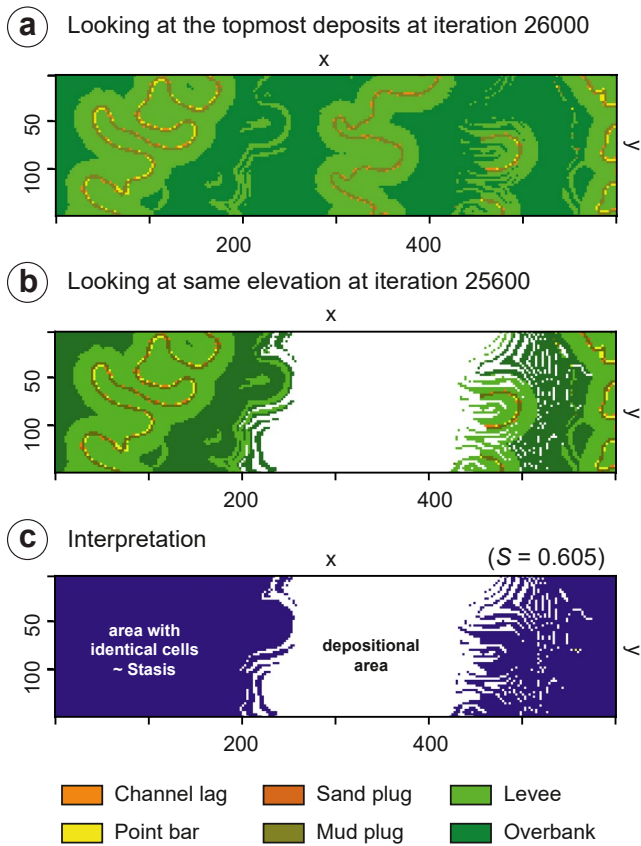 a Looking at the topmost deposits at iteration 26000
x
50
100
y
200 400
b Looking at same elevation at iteration 25600
x
50
100
y
200 400
c Interpretation
x (S = 0.605)
50
100
y
area with
identical cells
~ Stasis
depositional
area
200 400
Channel lag Sand plug Levee
Point bar Mud plug Overbank